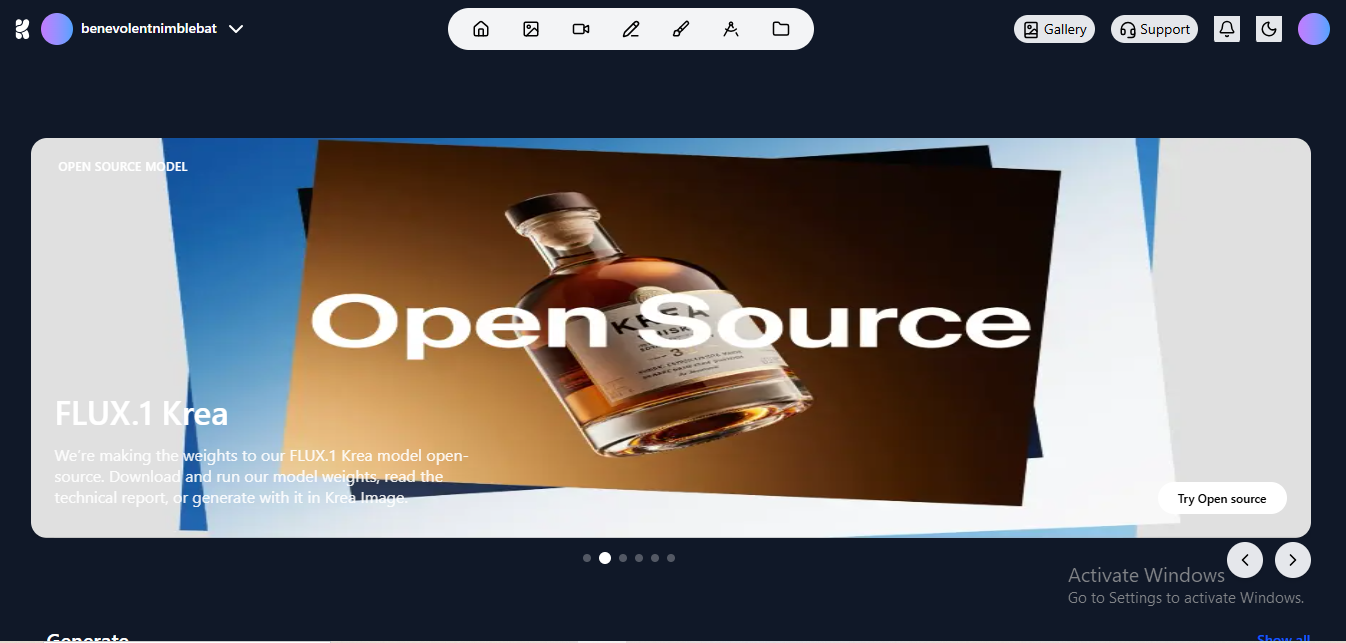 benevolentnimblebat
Gallery
Support
OPEN SOURCE MODEL
KREA
Open Source
3
FLUX.1 Krea
We're making the weights to our FLUX.1 Krea model open-
source. Download and run our model weights, read the
technical report, or generate with it in Krea Image.
Try Open source
Activate Windows
Go to Settings to activate Windows.
Generate
Show all